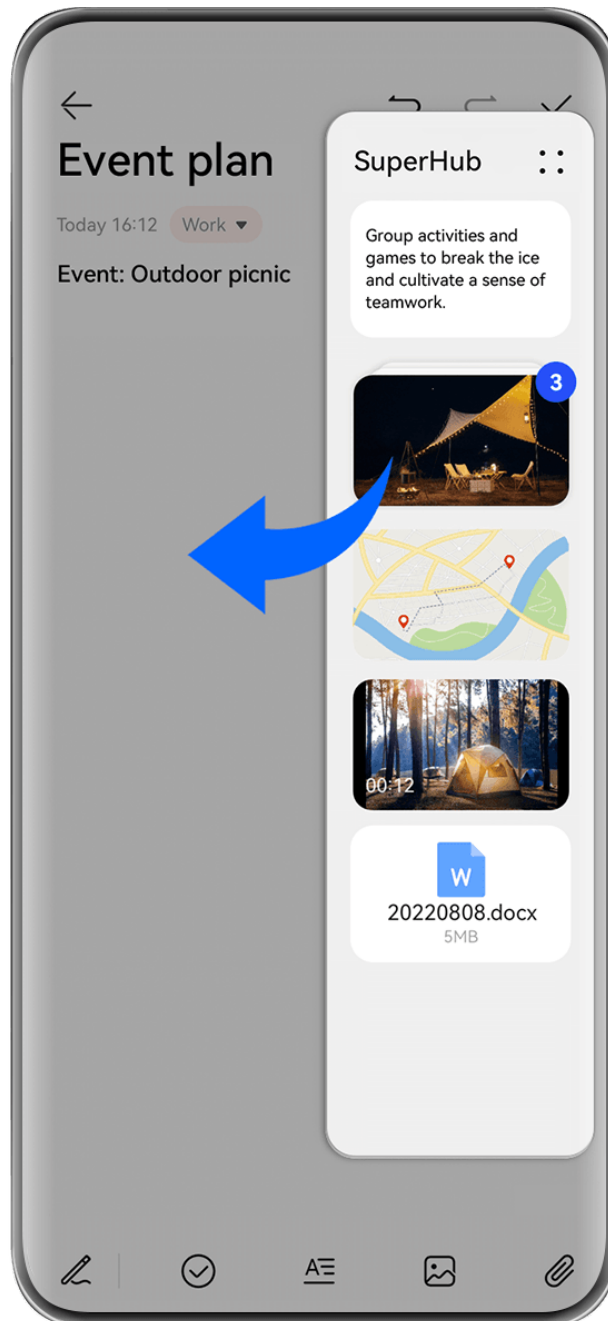 Event plan
Today 16:12 Work
Event: Outdoor picnic
SuperHub
Group activities and
games to break the ice
and cultivate a sense of
teamwork.
3
00:12
W
20220808.docx
5MB
A